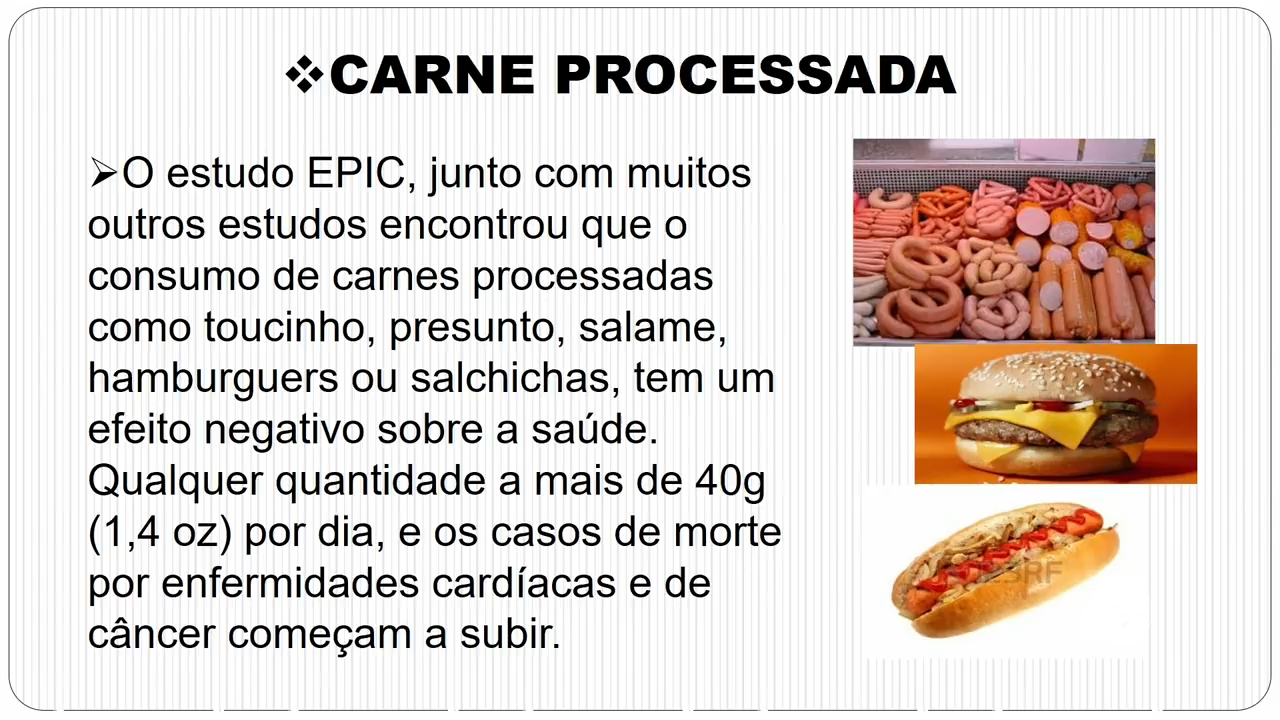 ❖CARNE PROCESSADA
➢O estudo EPIC, junto com muitos
outros estudos encontrou que o
consumo de carnes processadas
como toucinho, presunto, salame,
hamburguers ou salchichas, tem um
efeito negativo sobre a saúde.
Qualquer quantidade a mais de 40g
(1,4 oz) por dia, e os casos de morte
por enfermidades cardíacas e de
câncer começam a subir.